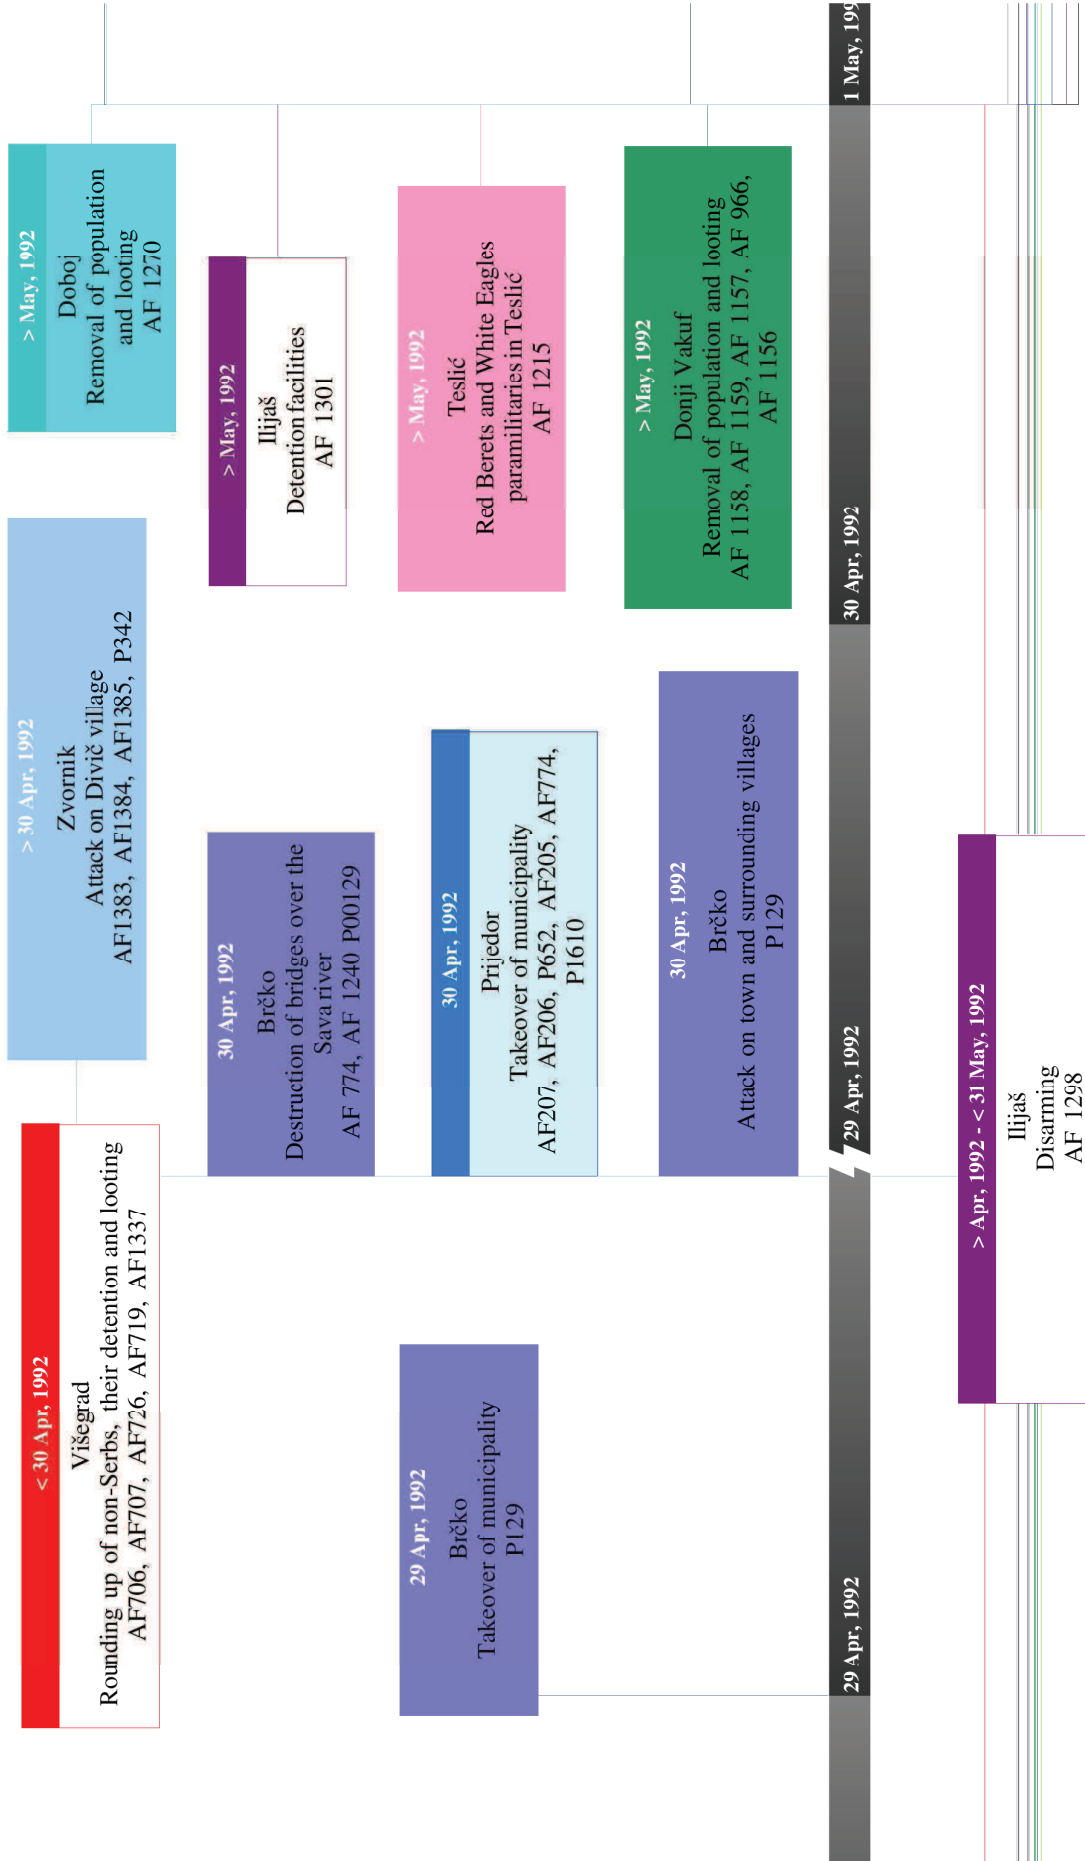 < 30 Apr, 1992
Višegrad
Rounding up of non-Serbs, their detention and looting
AF706, AF707, AF726, AF719, AF1337
> 30 Apr, 1992
Zvornik
Attack on Divič village
AF1383, AF1384, AF1385, P342
> May, 1992
Doboj
Removal of population
and looting
AF 1270
30 Apr, 1992
Brčko
Destruction of bridges over the
Sava river
AF 774, AF 1240 P00129
> May, 1992
Ilijaš
Detention facilities
AF 1301
29 Apr, 1992
Brčko
Takeover of municipality
P129
30 Apr, 1992
Prijedor
Takeover of municipality
AF207, AF206, P652, AF205, AF774,
P1610
> May, 1992
Teslić
Red Berets and White Eagles
paramilitaries in Teslić
AF 1215
30 Apr, 1992
Brčko
Attack on town and surrounding villages
P129
> May, 1992
Donji Vakuf
Removal of population and looting
AF 1158, AF 1159, AF 1157, AF 966,
AF 1156
29 Apr, 1992
29 Apr, 1992
30 Apr, 1992
1 May, 199
> Apr, 1992 - < 31 May, 1992
Ilijaš
Disarming
AF 1298